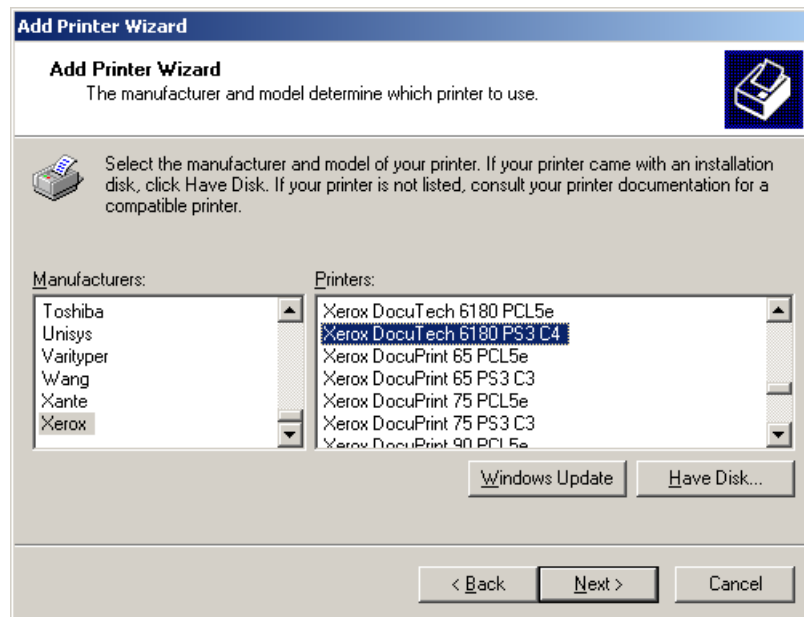 Add Printer Wizard
Add Printer Wizard
The manufacturer and model determine which printer to use.
Select the manufacturer and model of your printer. If your printer came with an installation
disk, click Have Disk. If your printer is not listed, consult your printer documentation for a
compatible printer.
Manufacturers:
Toshiba
Unisys
Varityper
Wang
Xante
Xerox
Printers:
Xerox DocuTech 6180 PCL5e
Xerox DocuTech 6180 PS3 C4
Xerox DocuPrint 65 PCL5e
Xerox DocuPrint 65 PS3 C3
Xerox DocuPrint 75 PCL5e
Xerox DocuPrint 75 PS3 C3
Xerox DocuPrint 90 PCL5e
Windows Update
Have Disk...
< Back
Next >
Cancel